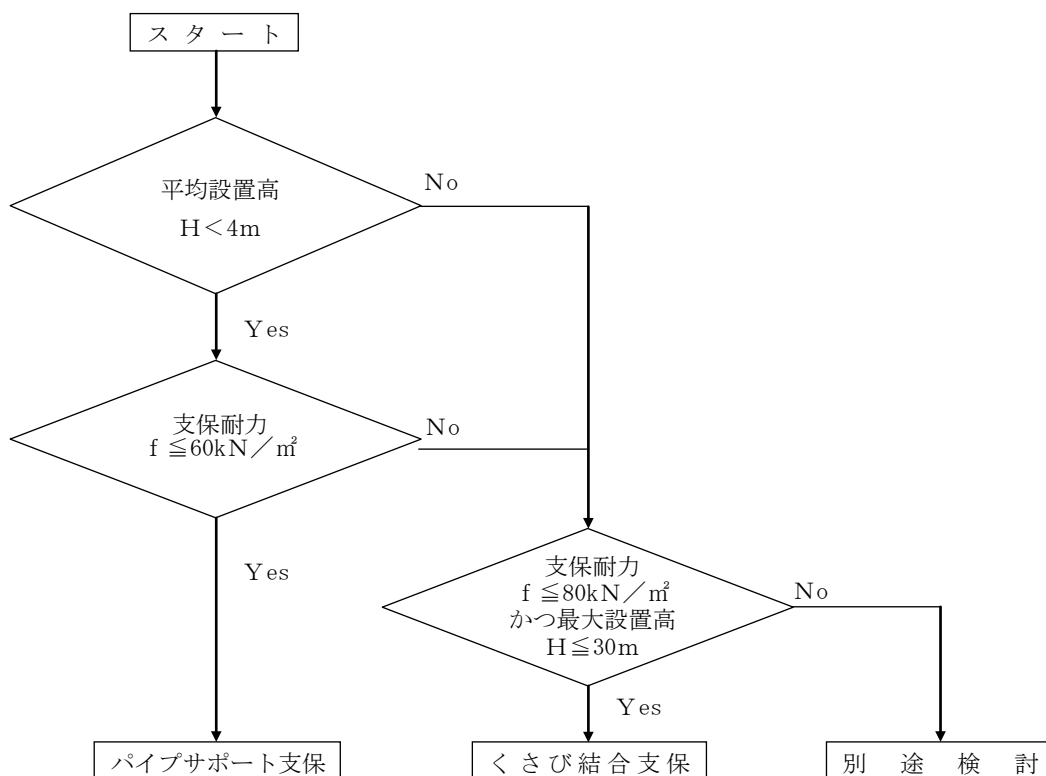 スタート
平均設置高
H＜4m
No
Yes
支保耐力
f≦60kN／㎡
No
Yes
支保耐力
f≦80kN／㎡
かつ最大設置高
H≦30m
No
Yes
パイプサポート支保
くさび結合支保
別途検討